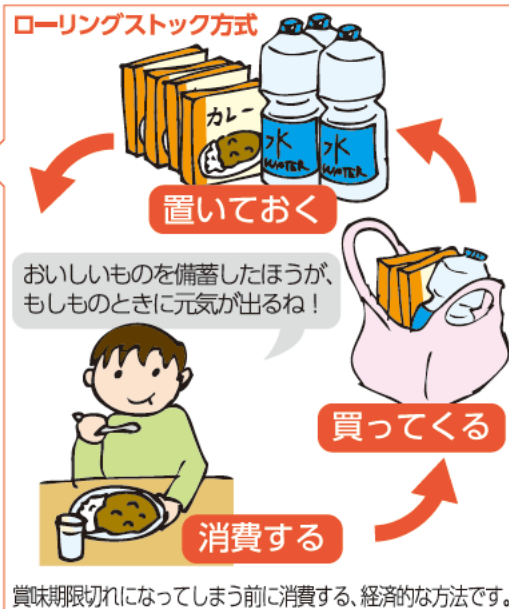 ローリングストック方式
カレー
水
WATER
水
WATER
置いておく
おいしいものを備蓄したほうが、
もしものときに元気が出るね！
買ってくる
消費する
賞味期限切れになってしまう前に消費する、経済的な方法です。